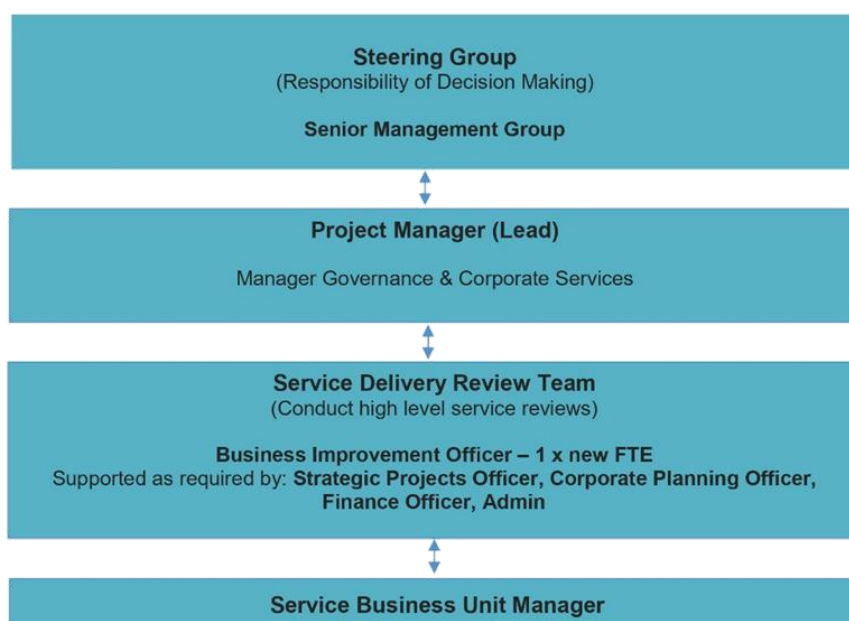 Steering Group
(Responsibility of Decision Making)
Senior Management Group
Project Manager (Lead)
Manager Governance & Corporate Services
Service Delivery Review Team
(Conduct high level service reviews)
Business Improvement Officer – 1 x new FTE
Supported as required by: Strategic Projects Officer, Corporate Planning Officer,
Finance Officer, Admin
Service Business Unit Manager